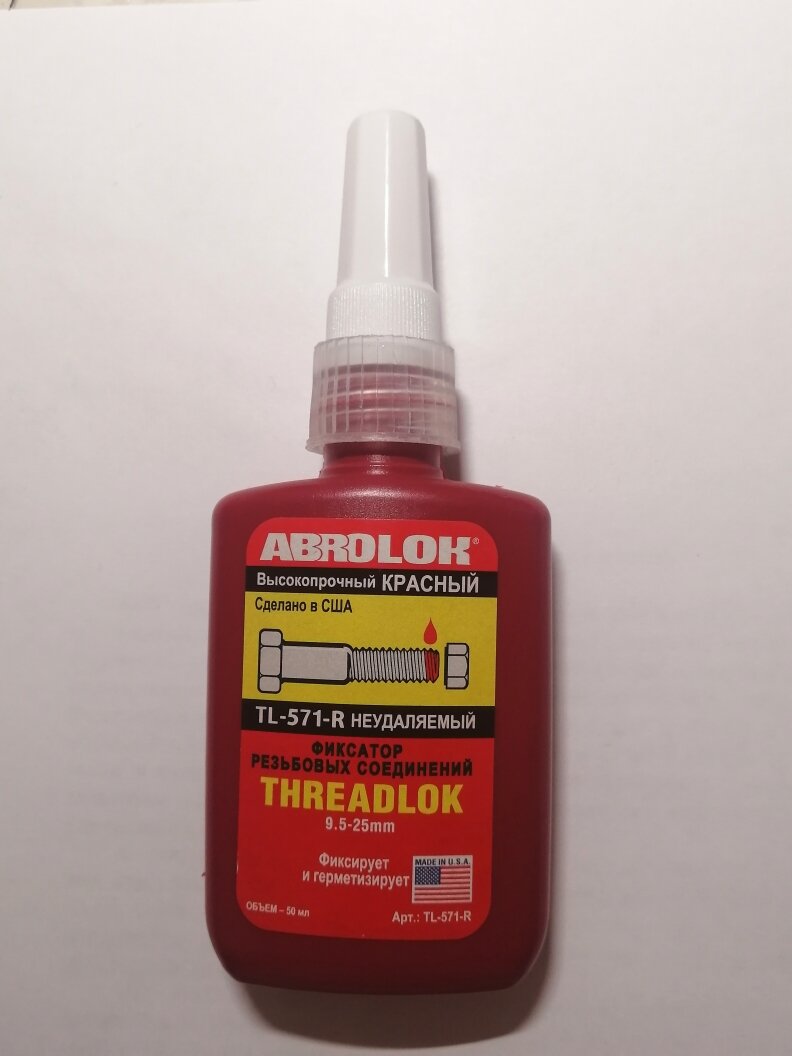 ABROLOK®
Высокопрочный КРАСНЫЙ
Сделано в США
TL-571-R НЕУДАЛЯЕМЫЙ
ФИКСАТОР
РЕЗЬБОВЫХ СОЕДИНЕНИЙ
THREADLOK
9.5-25mm
Фиксирует
и герметизирует
MADE IN U.S.A.
ОБЪЕМ – 50 мл
Арт.: TL-571-R